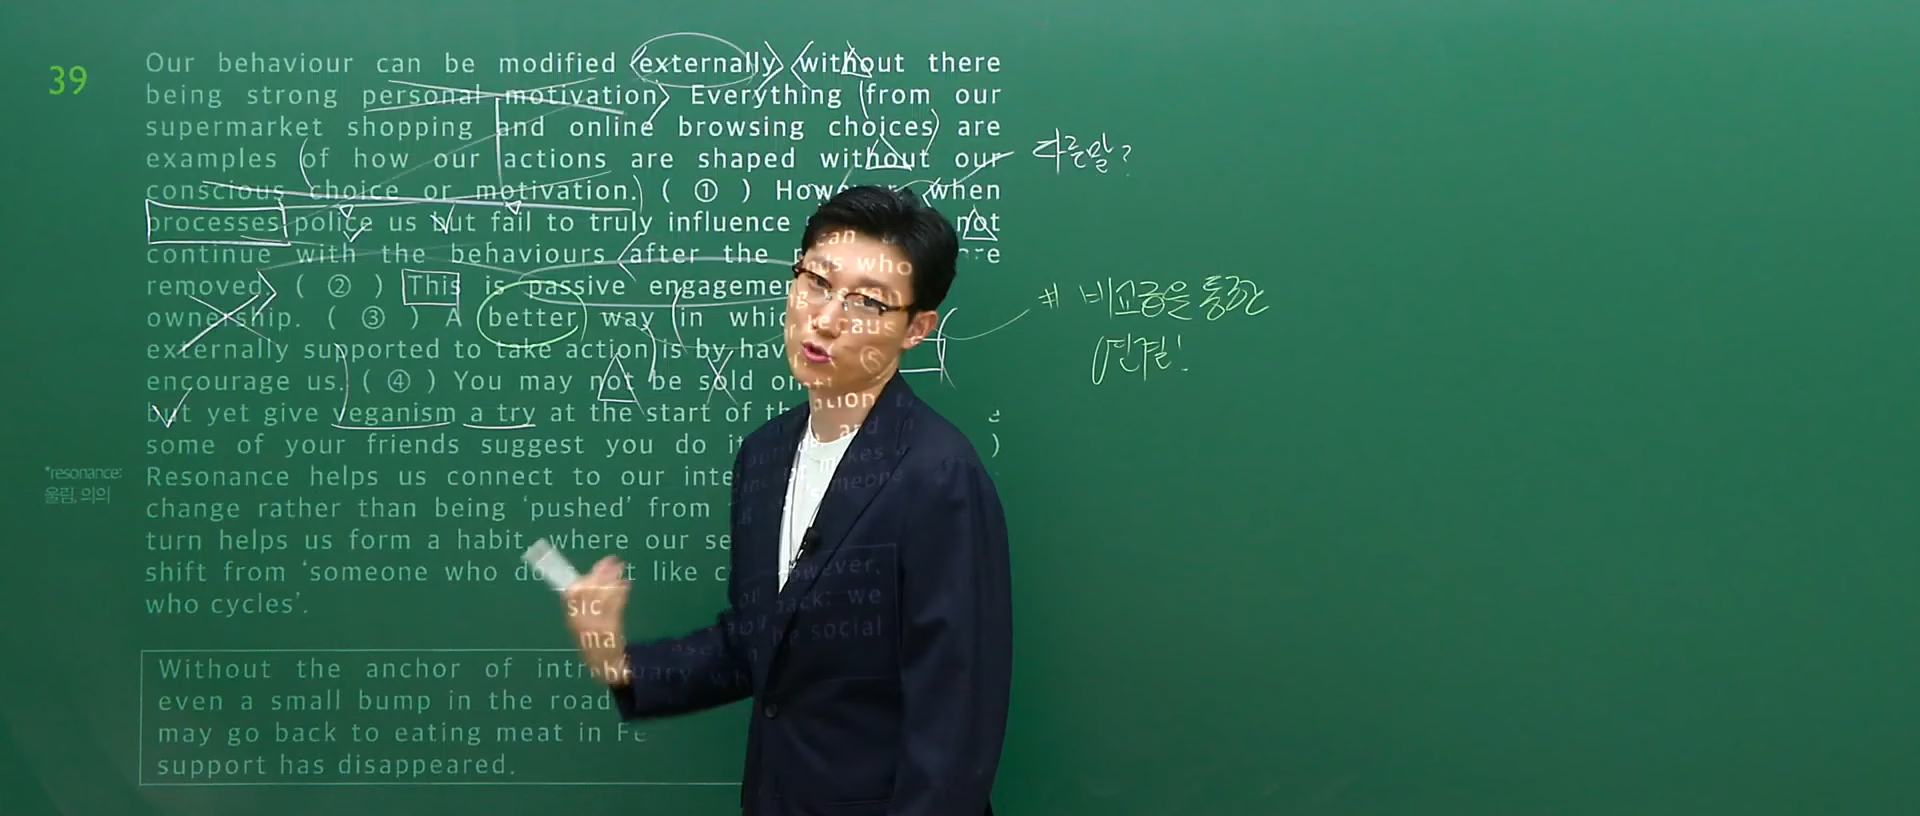 39
Our behaviour can be modified externally without there
being strong personal motivation. Everything from our
supermarket shopping and online browsing choices are
examples of how our actions are shaped without our
conscious choice or motivation. ( ① ) However, when
processes police us but fail to truly influence not
continue with the behaviours after the
removed. ( ② ) This is passive engagemen
ownership. ( ③ ) A better way in whic
externally supported to take action is by hav
encourage us. ( ④ ) You may not be sold on
but yet give veganism a try at the start of th
some of your friends suggest you do it )
Resonance helps us connect to our inte
change rather than being 'pushed' from
turn helps us form a habit, where our se
shift from 'someone who do t like c
who cycles'.
*resonance:
울림, 의의
Without the anchor of intr
even a small bump in the road
may go back to eating meat in Fe
support has disappeared.
다른말?
# 비교급을 통한
연결!